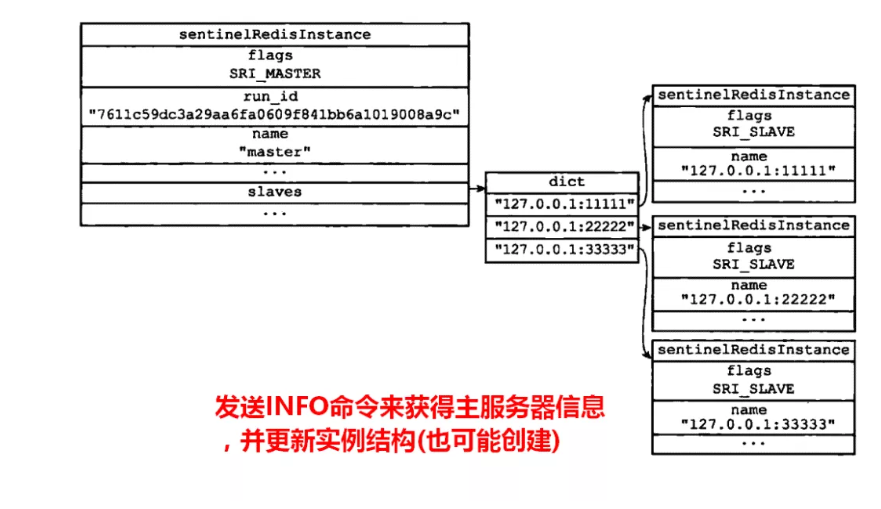 sentinelRedisInstance
flags
SRI_MASTER
run_id
"7611c59dc3a29aa6fa0609f841bb6a1019008a9c"
name
"master"
...
slaves
...
dict
"127.0.0.1:11111"
"127.0.0.1:22222"
"127.0.0.1:33333"
sentinelRedisInstance
flags
SRI_SLAVE
name
"127.0.0.1:11111"
...
sentinelRedisInstance
flags
SRI_SLAVE
name
"127.0.0.1:22222"
...
sentinelRedisInstance
flags
SRI_SLAVE
name
"127.0.0.1:33333"
...
发送INFO命令来获得主服务器信息
，并更新实例结构(也可能创建)